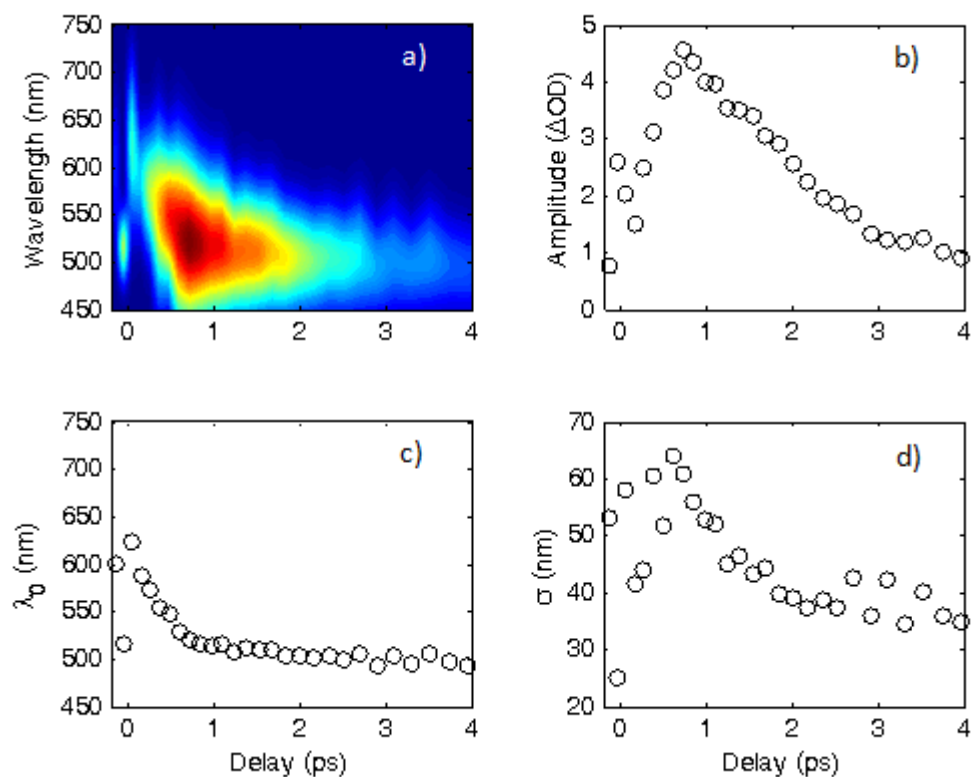 a)
Wavelength (nm)
750
700
650
600
550
500
450
0 1 2 3 4
b)
Amplitude (ΔOD)
5
4
3
2
1
0
0 1 2 3 4
c)
λ₀ (nm)
750
700
650
600
550
500
450
0 1 2 3 4
Delay (ps)
d)
σ (nm)
70
60
50
40
30
20
0 1 2 3 4
Delay (ps)